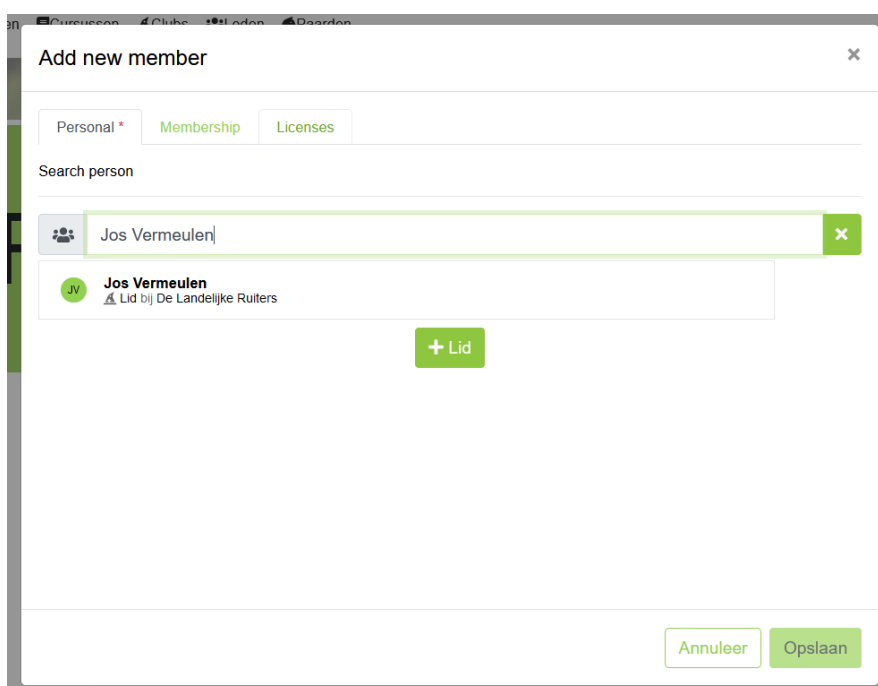 en Cursussen Clubs Leden Paarden
Add new member ×
Personal * Membership Licenses
Search person
Jos Vermeulen ×
JV Jos Vermeulen
Lid bij De Landelijke Ruiters
+ Lid
Annuleer Opslaan